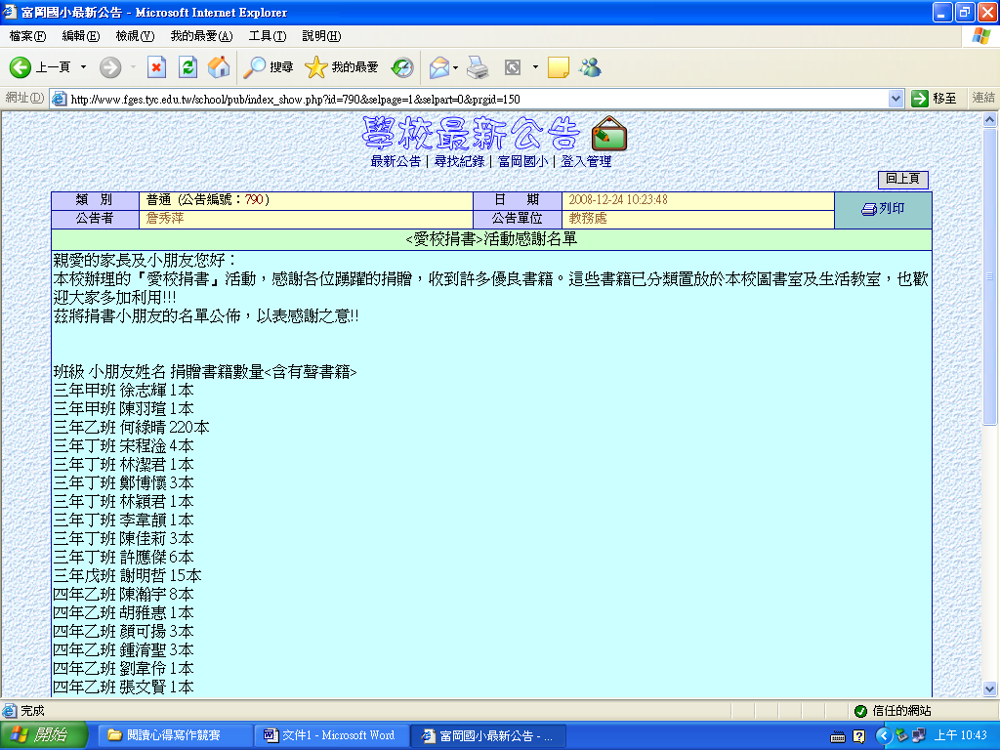 富岡國小最新公告 - Microsoft Internet Explorer
檔案(F) 編輯(E) 檢視(V) 我的最愛(A) 工具(T) 說明(H)
上一頁 搜尋 我的最愛
網址(D) http://www.fges.tyc.edu.tw/school/pub/index_show.php?id=790&selpage=1&selpart=0&prgid=150 移至 連結
學校最新公告
最新公告 | 尋找紀錄 | 富岡國小 | 登入管理
回上頁
類 別 普通 (公告編號：790) 日 期 2008-12-24 10:23:48 列印
公告者 詹秀萍 公告單位 教務處
<愛校捐書>活動感謝名單
親愛的家長及小朋友您好：
本校辦理的『愛校捐書』活動，感謝各位踴躍的捐贈，收到許多優良書籍。這些書籍已分類置放於本校圖書室及生活教室，也歡
迎大家多加利用!!!
茲將捐書小朋友的名單公佈，以表感謝之意!!
班級 小朋友姓名 捐贈書籍數量<含有聲書籍>
三年甲班 徐志輝 1本
三年甲班 陳羽瑄 1本
三年乙班 何綠晴 220本
三年丁班 宋程淦 4本
三年丁班 林潔君 1本
三年丁班 鄭博懷 3本
三年丁班 林穎君 1本
三年丁班 李韋頡 1本
三年丁班 陳佳莉 3本
三年丁班 許應傑 6本
三年戊班 謝明哲 15本
四年乙班 陳瀚宇 8本
四年乙班 胡雅惠 1本
四年乙班 顏可揚 3本
四年乙班 鍾淯聖 3本
四年乙班 劉韋伶 1本
四年乙班 張文賢 1本
完成 信任的網站
開始 閱讀心得寫作競賽 文件1 - Microsoft Word 富岡國小最新公告 - ... 上午 10:43